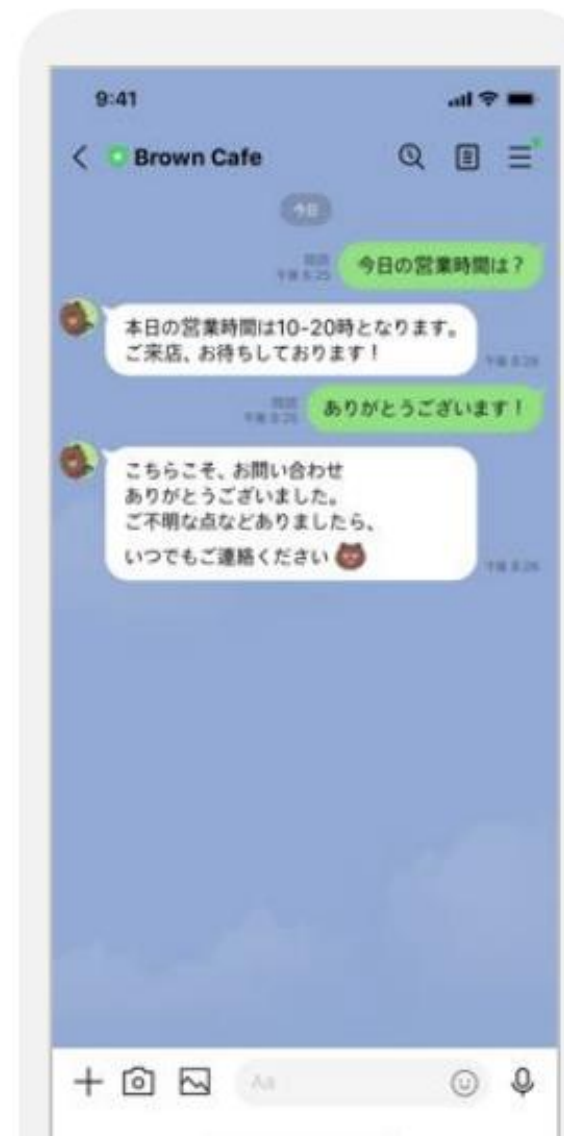 9:41
Brown Cafe
今日
今日の営業時間は？
本日の営業時間は10-20時となります。
ご来店、お待ちしております！
ありがとうございます！
こちらこそ、お問い合わせ
ありがとうございました。
ご不明な点などありましたら、
いつでもご連絡ください
Aa